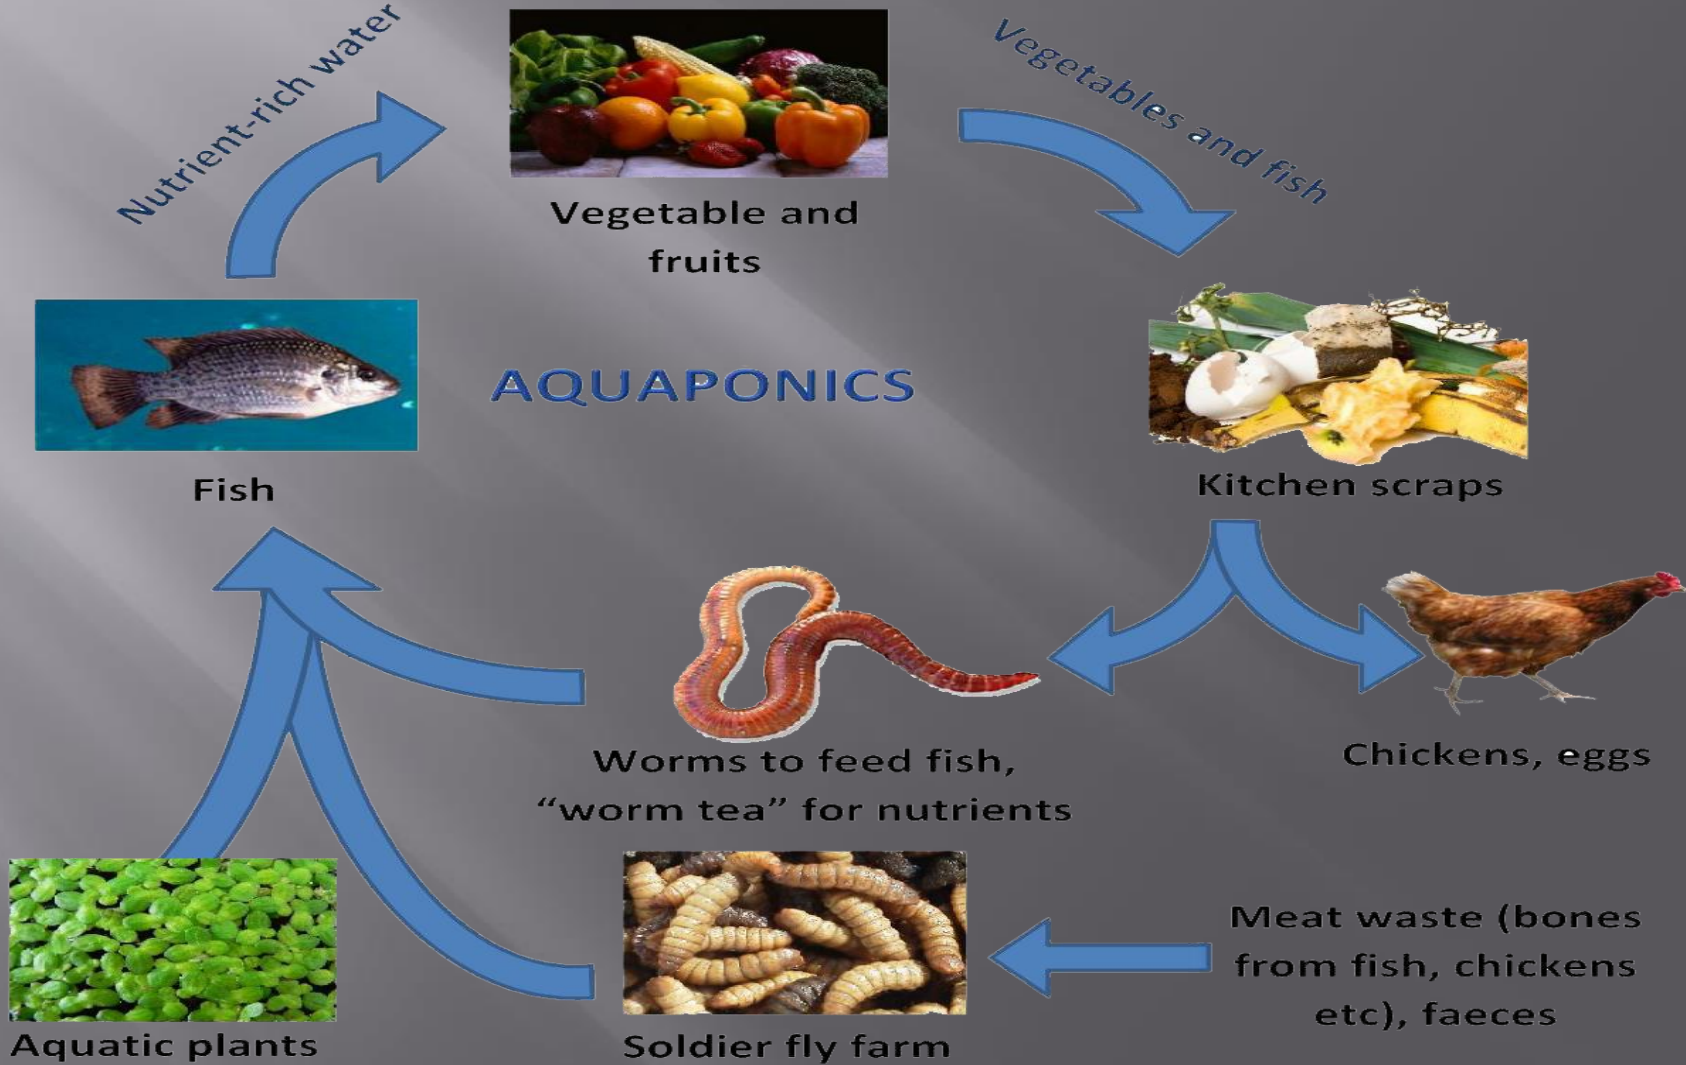 Nutrient-rich water
Vegetables and fish
Vegetable and
fruits
AQUAPONICS
Fish
Kitchen scraps
Worms to feed fish,
“worm tea” for nutrients
Chickens, eggs
Meat waste (bones
from fish, chickens
etc), faeces
Aquatic plants
Soldier fly farm